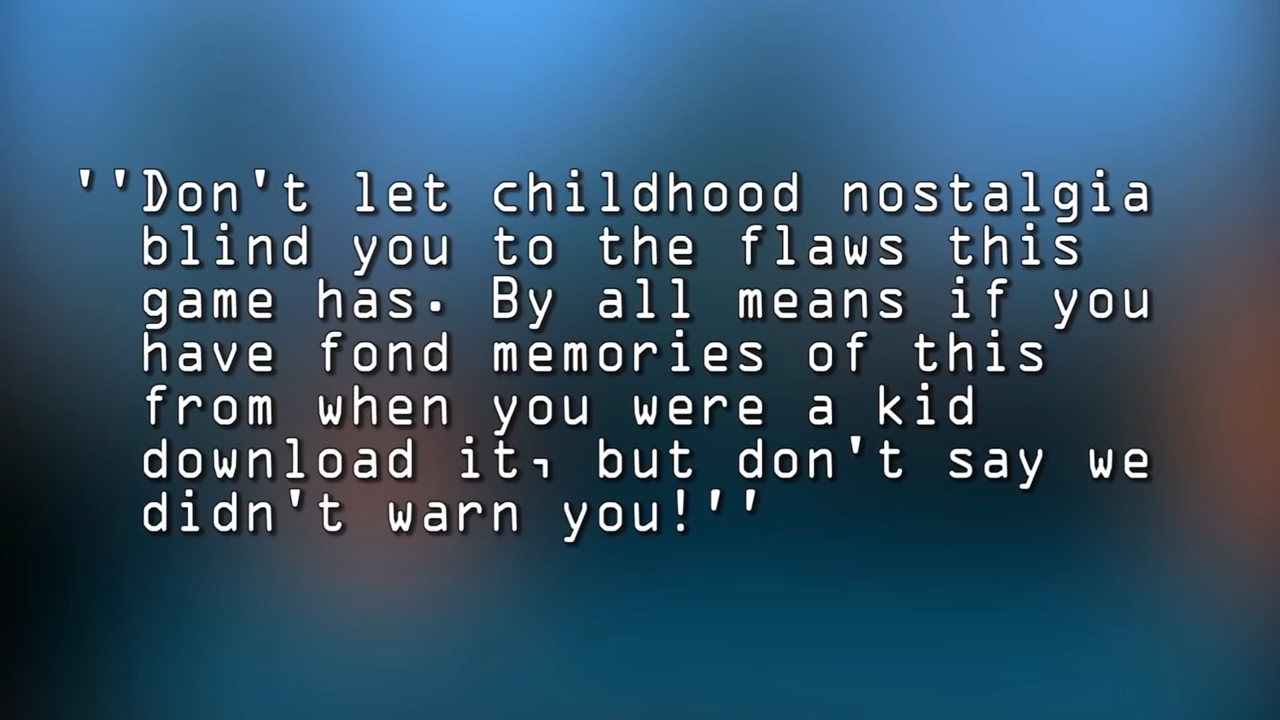 ''Don't let childhood nostalgia
blind you to the flaws this
game has. By all means if you
have fond memories of this
from when you were a kid
download it, but don't say we
didn't warn you!''